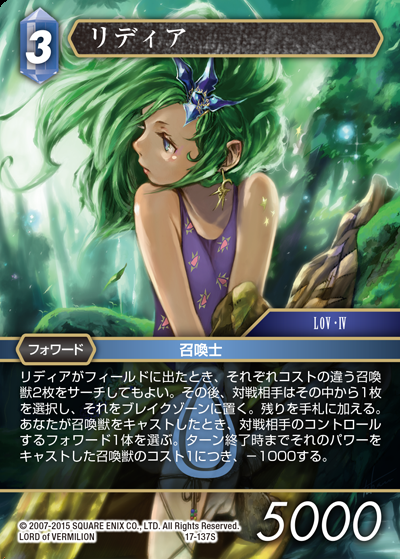 3
リディア
LOV・IV
フォワード
召喚士
リディアがフィールドに出たとき、それぞれコストの違う召喚
獣2枚をサーチしてもよい。その後、対戦相手はその中から1枚
を選択し、それをブレイクゾーンに置く。残りを手札に加える。
あなたが召喚獣をキャストしたとき、対戦相手のコントロール
するフォワード1体を選ぶ。ターン終了時までそれのパワーを
キャストした召喚獣のコスト1につき、－1000する。
© 2007-2015 SQUARE ENIX CO., LTD. All Rights Reserved.
LORD of VERMILION
17-137S
5000